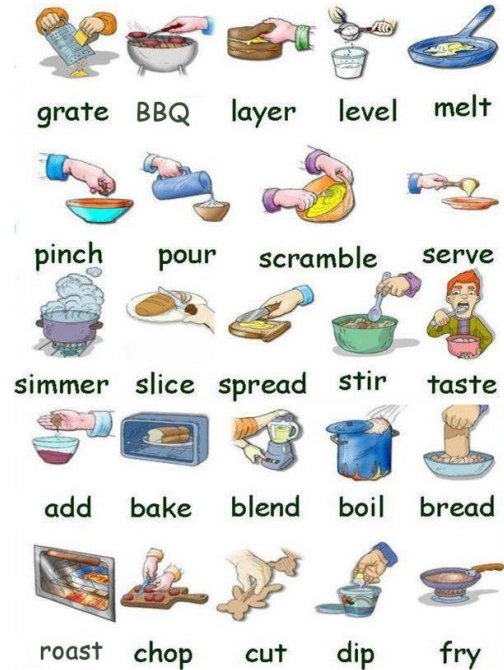 grate BBQ layer level melt
pinch pour scramble serve
simmer slice spread stir taste
add bake blend boil bread
roast chop cut dip fry